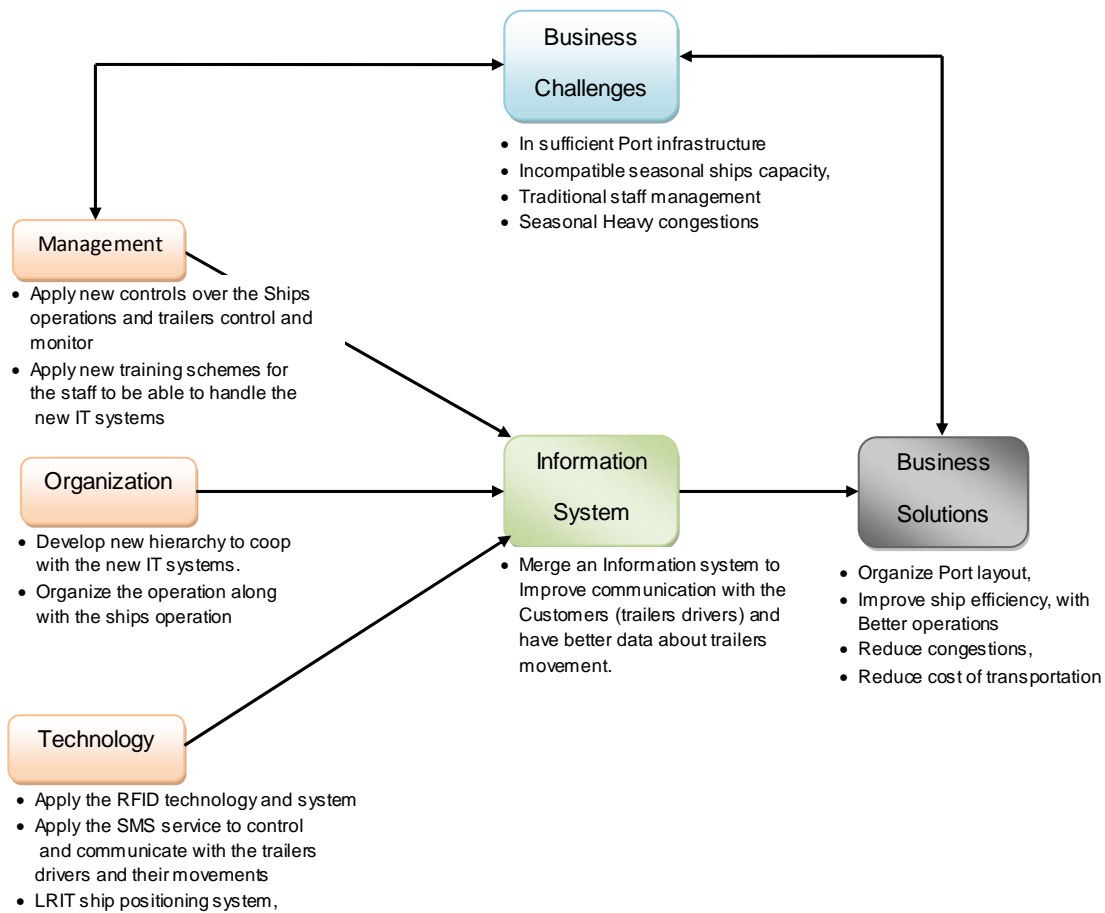 Business
Challenges
• In sufficient Port infrastructure
• Incompatible seasonal ships capacity,
• Traditional staff management
• Seasonal Heavy congestions
Management
• Apply new controls over the Ships
operations and trailers control and
monitor
• Apply new training schemes for
the staff to be able to handle the
new IT systems
Organization
• Develop new hierarchy to coop
with the new IT systems.
• Organize the operation along
with the ships operation
Information
System
• Merge an Information system to
Improve communication with the
Customers (trailers drivers) and
have better data about trailers
movement.
Business
Solutions
• Organize Port layout,
• Improve ship efficiency, with
Better operations
• Reduce congestions,
• Reduce cost of transportation
Technology
• Apply the RFID technology and system
• Apply the SMS service to control
and communicate with the trailers
drivers and their movements
• LRIT ship positioning system,